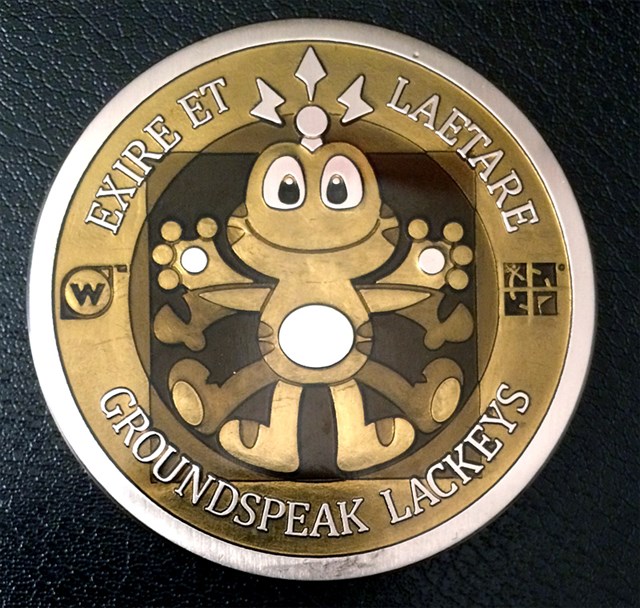 EXIRE ET LAETARE
W
GROUNDSPEAK LACKEYS